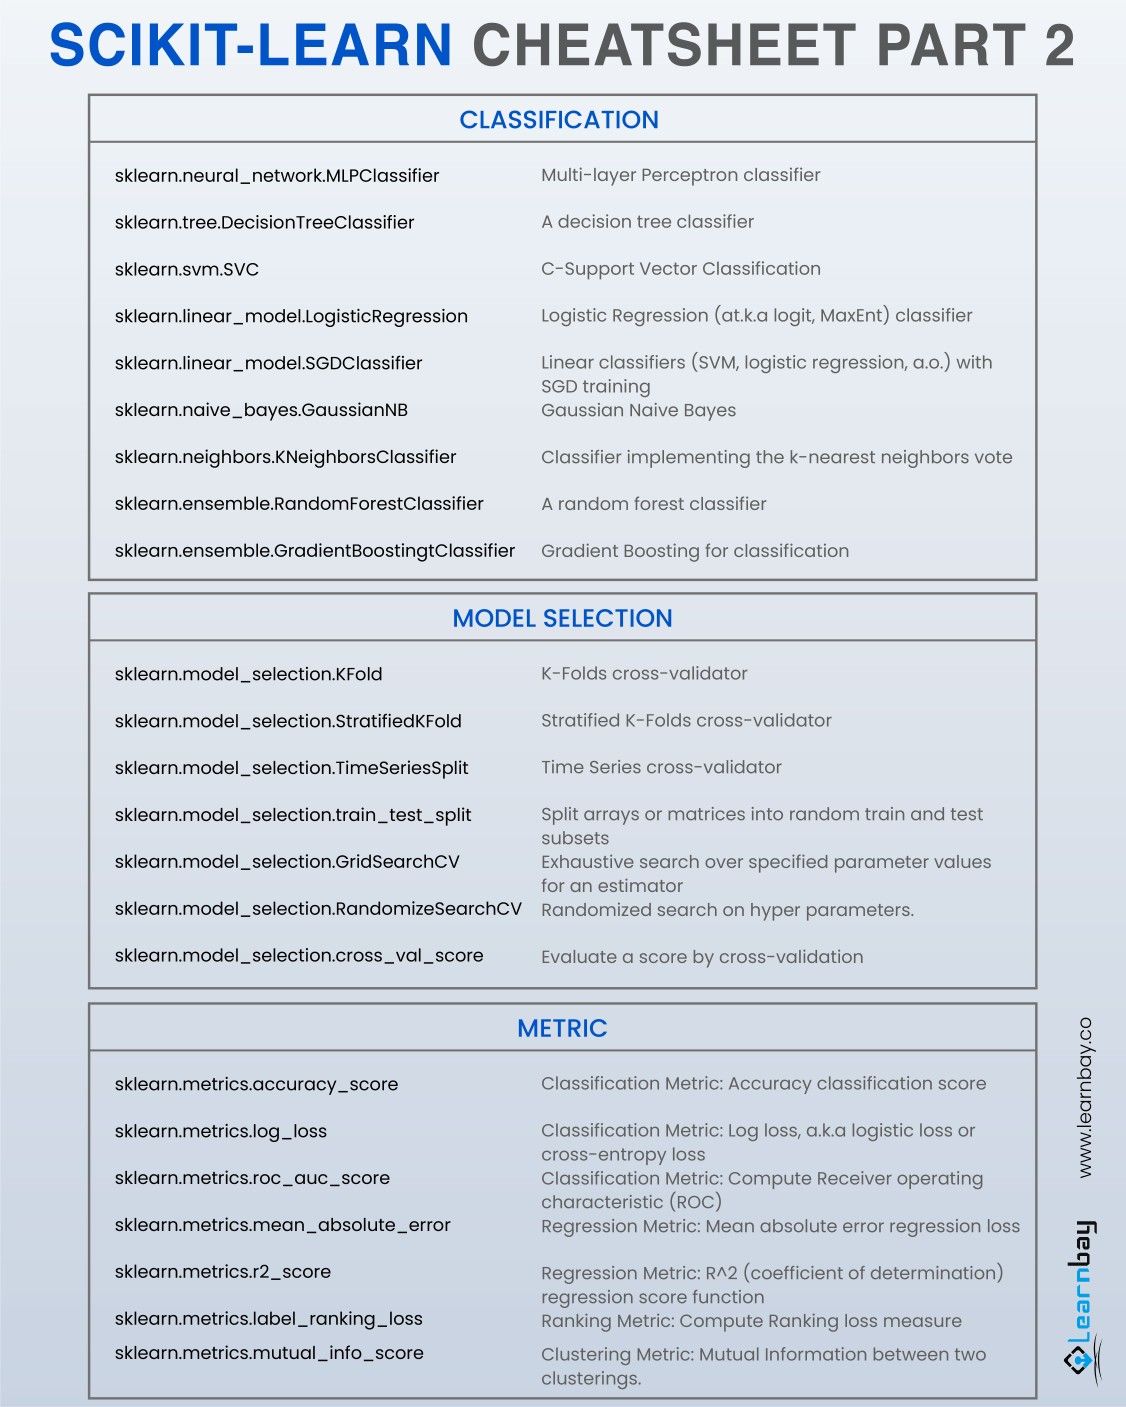 SCIKIT-LEARN CHEATSHEET PART 2
CLASSIFICATION
sklearn.neural_network.MLPClassifier Multi-layer Perceptron classifier
sklearn.tree.DecisionTreeClassifier A decision tree classifier
sklearn.svm.SVC C-Support Vector Classification
sklearn.linear_model.LogisticRegression Logistic Regression (at.k.a logit, MaxEnt) classifier
sklearn.linear_model.SGDClassifier Linear classifiers (SVM, logistic regression, a.o.) with
SGD training
sklearn.naive_bayes.GaussianNB Gaussian Naive Bayes
sklearn.neighbors.KNeighborsClassifier Classifier implementing the k-nearest neighbors vote
sklearn.ensemble.RandomForestClassifier A random forest classifier
sklearn.ensemble.GradientBoostingtClassifier Gradient Boosting for classification
MODEL SELECTION
sklearn.model_selection.KFold K-Folds cross-validator
sklearn.model_selection.StratifiedKFold Stratified K-Folds cross-validator
sklearn.model_selection.TimeSeriesSplit Time Series cross-validator
sklearn.model_selection.train_test_split Split arrays or matrices into random train and test
subsets
sklearn.model_selection.GridSearchCV Exhaustive search over specified parameter values
for an estimator
sklearn.model_selection.RandomizeSearchCV Randomized search on hyper parameters.
sklearn.model_selection.cross_val_score Evaluate a score by cross-validation
METRIC
sklearn.metrics.accuracy_score Classification Metric: Accuracy classification score
sklearn.metrics.log_loss Classification Metric: Log loss, a.k.a logistic loss or
cross-entropy loss
sklearn.metrics.roc_auc_score Classification Metric: Compute Receiver operating
characteristic (ROC)
sklearn.metrics.mean_absolute_error Regression Metric: Mean absolute error regression loss
sklearn.metrics.r2_score Regression Metric: R^2 (coefficient of determination)
regression score function
sklearn.metrics.label_ranking_loss Ranking Metric: Compute Ranking loss measure
sklearn.metrics.mutual_info_score Clustering Metric: Mutual Information between two
clusterings.
www.learnbay.co
Learnbay